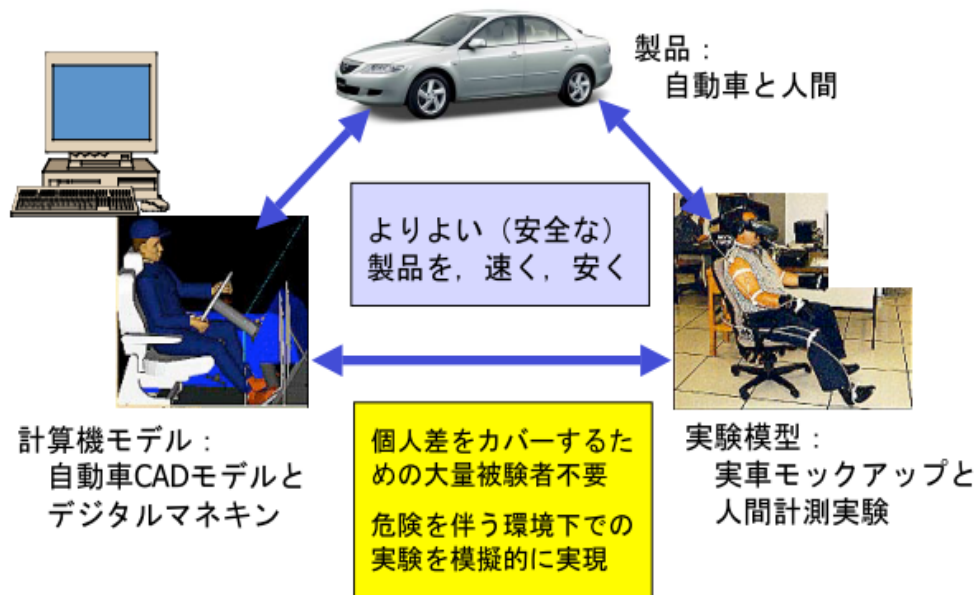 製品：
自動車と人間
よりよい（安全な）
製品を，速く，安く
計算機モデル：
自動車CADモデルと
デジタルマネキン
個人差をカバーするた
めの大量被験者不要
危険を伴う環境下での
実験を模擬的に実現
実験模型：
実車モックアップと
人間計測実験